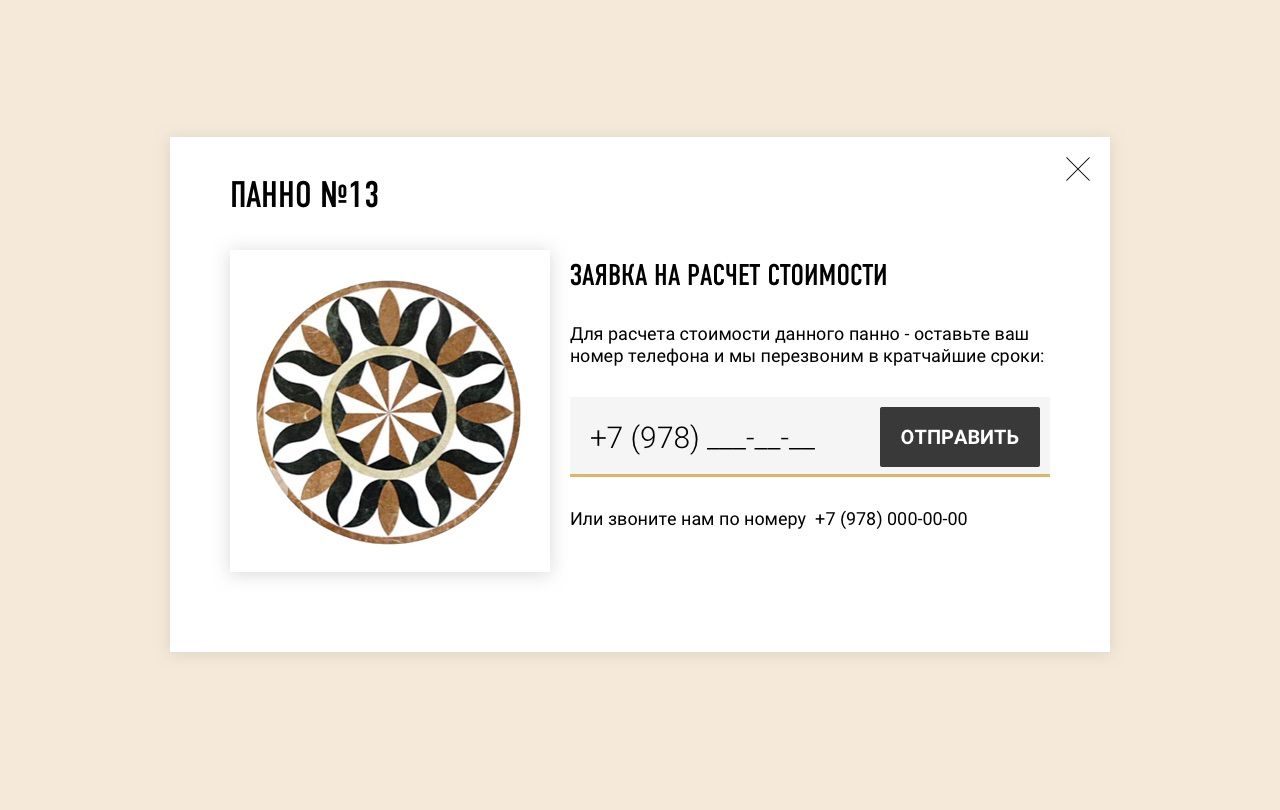 ПАННО №13
ЗАЯВКА НА РАСЧЕТ СТОИМОСТИ
Для расчета стоимости данного панно - оставьте ваш
номер телефона и мы перезвоним в кратчайшие сроки:
+7 (978) ___-__-__
ОТПРАВИТЬ
Или звоните нам по номеру +7 (978) 000-00-00